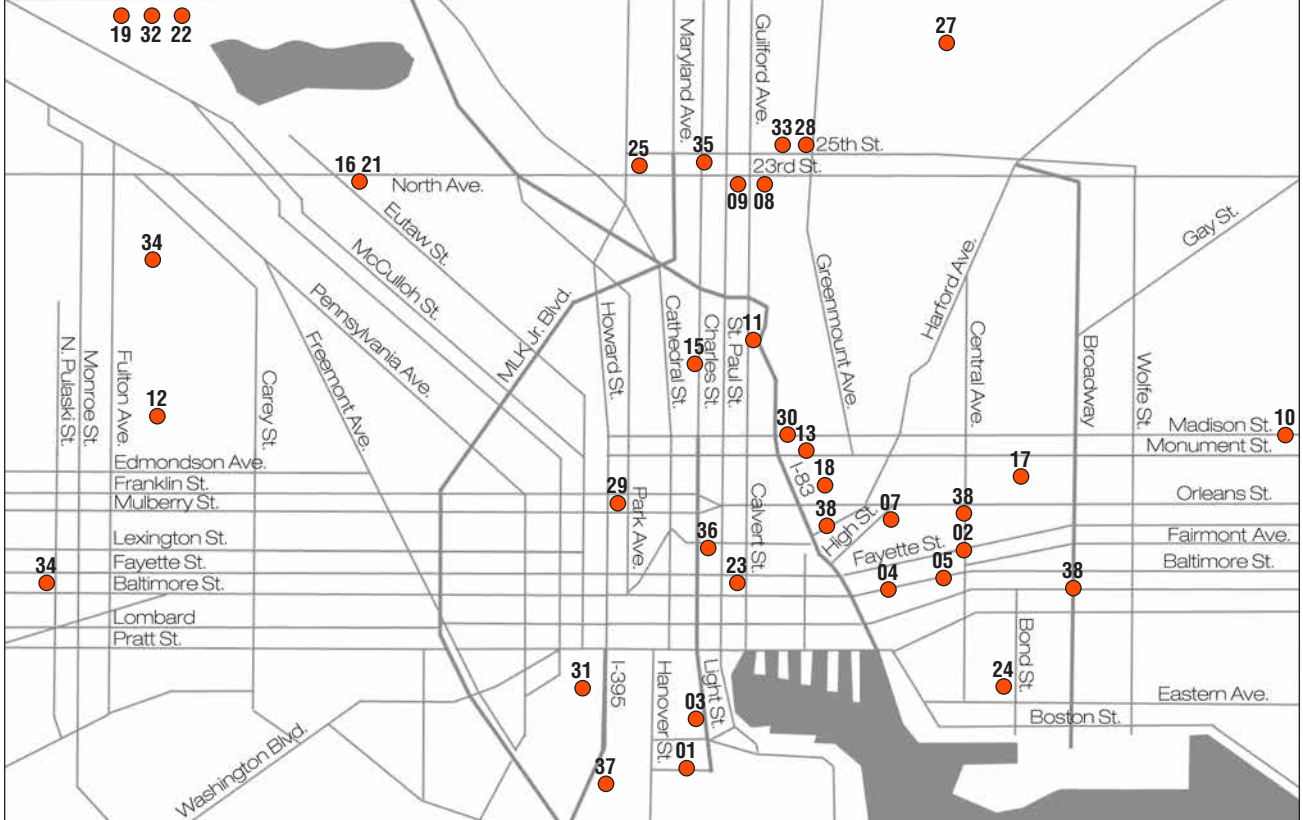 19 32 22
27
Maryland Ave.
Guilford Ave.
33 28
25th St.
25
35
23rd St.
16 21
North Ave.
09 08
Eutaw St.
Gay St.
34
McCulloh St.
Harford Ave.
Greenmount Ave.
Pennsylvania Ave.
MLK Jr. Blvd.
Howard St.
Cathedral St.
Charles St.
St. Paul St.
11
15
Freemont Ave.
Central Ave.
Broadway
Wolfe St.
N. Pulaski St.
Monroe St.
Fulton Ave.
Carey St.
12
30
13
Madison St.
10
Monument St.
Edmondson Ave.
Franklin St.
Mulberry St.
29
Park Ave.
Calvert St.
I-83
18
17
Orleans St.
38
High St.
07
38
Lexington St.
36
Fayette St.
02
Fairmont Ave.
Fayette St.
34
Baltimore St.
23
04
05
38
Baltimore St.
Lombard
Pratt St.
31
I-395
Hanover St.
Light St.
03
24
Bond St.
Eastern Ave.
Boston St.
Washington Blvd.
37
01